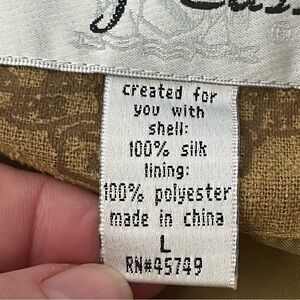 created for
you with
shell:
100% silk
lining:
100% polyester
made in china
L
RN#45749